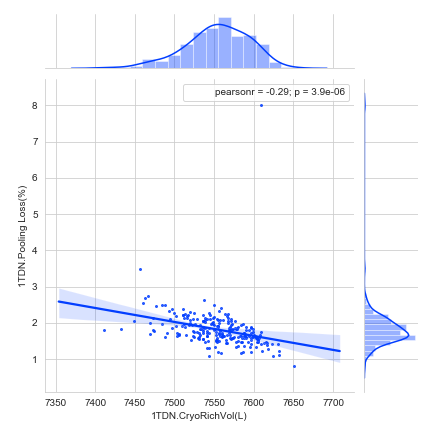 pearsonr = -0.29; p = 3.9e-06
8
7
6
5
4
3
2
1
1TDN.Pooling Loss(%)
7350 7400 7450 7500 7550 7600 7650 7700
1TDN.CryoRichVol(L)